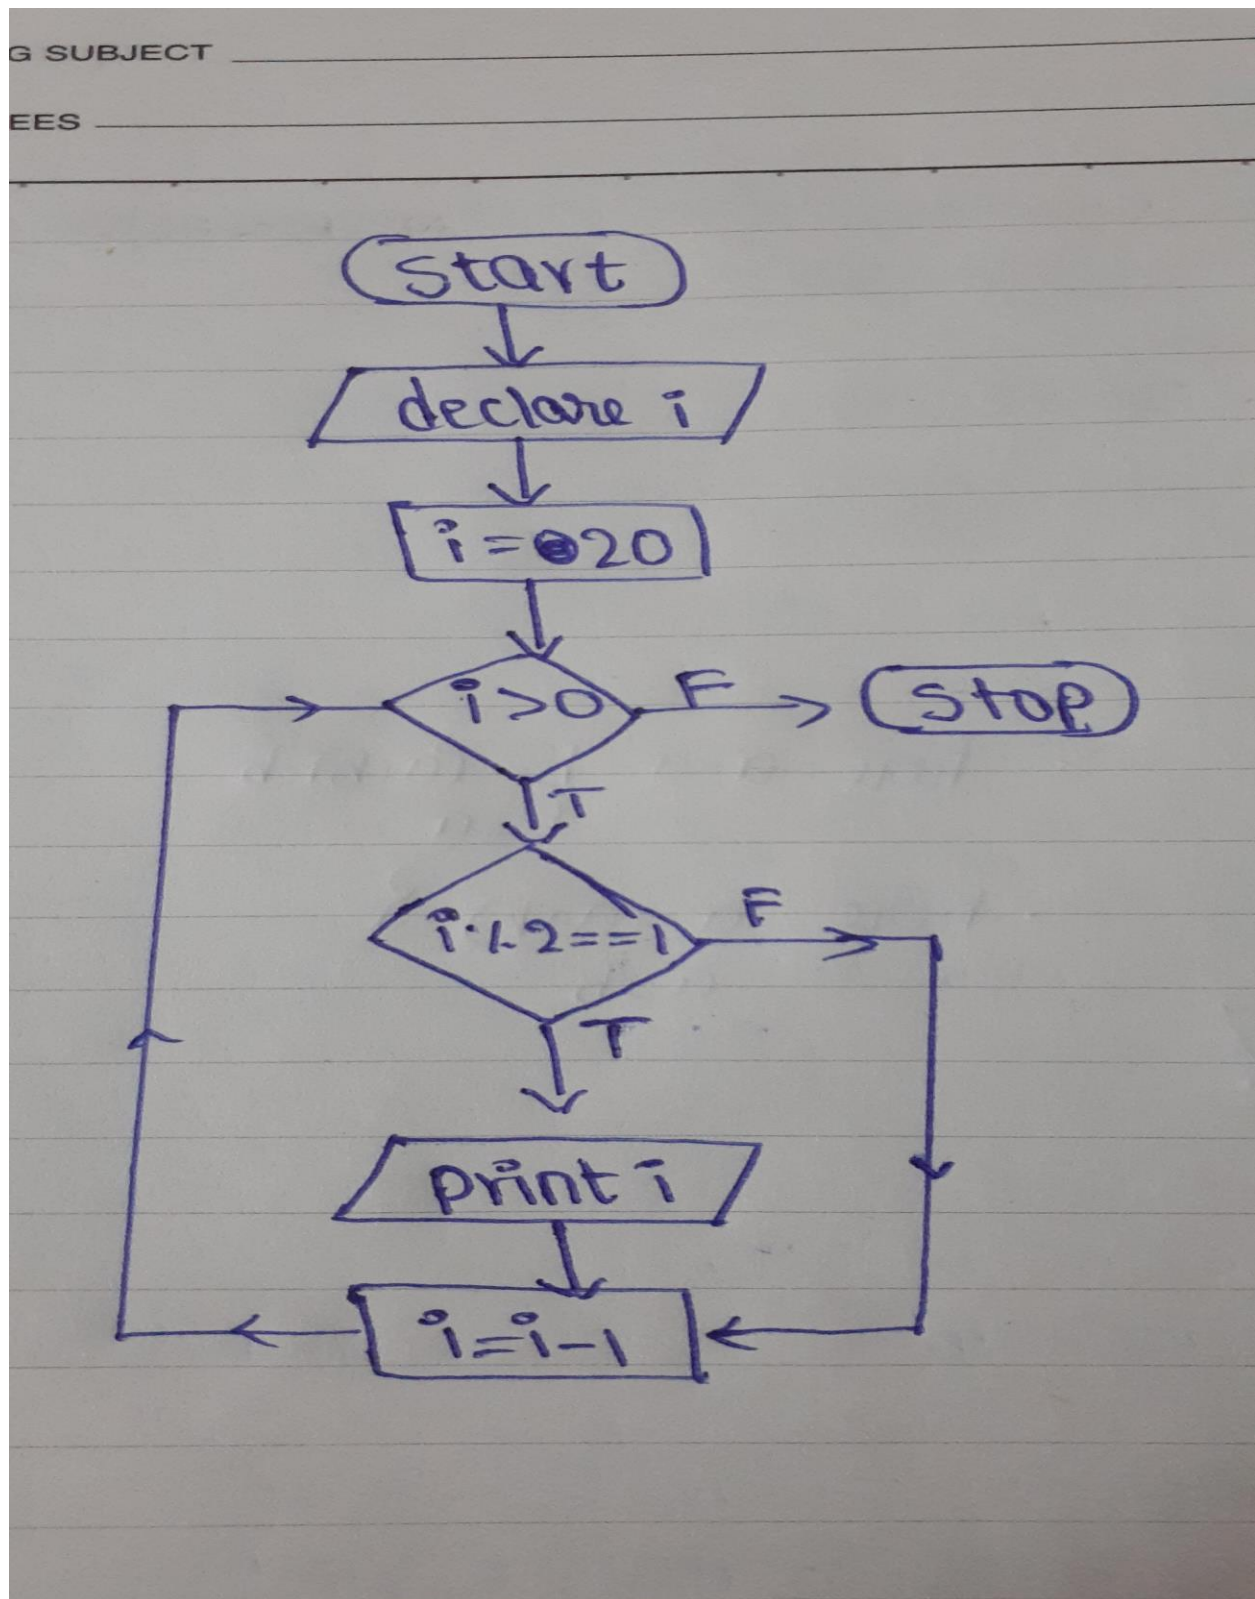 G SUBJECT
EES
Start
declare i
i=20
i>0
F
Stop
T
i%2==1
F
T
print i
i=i-1